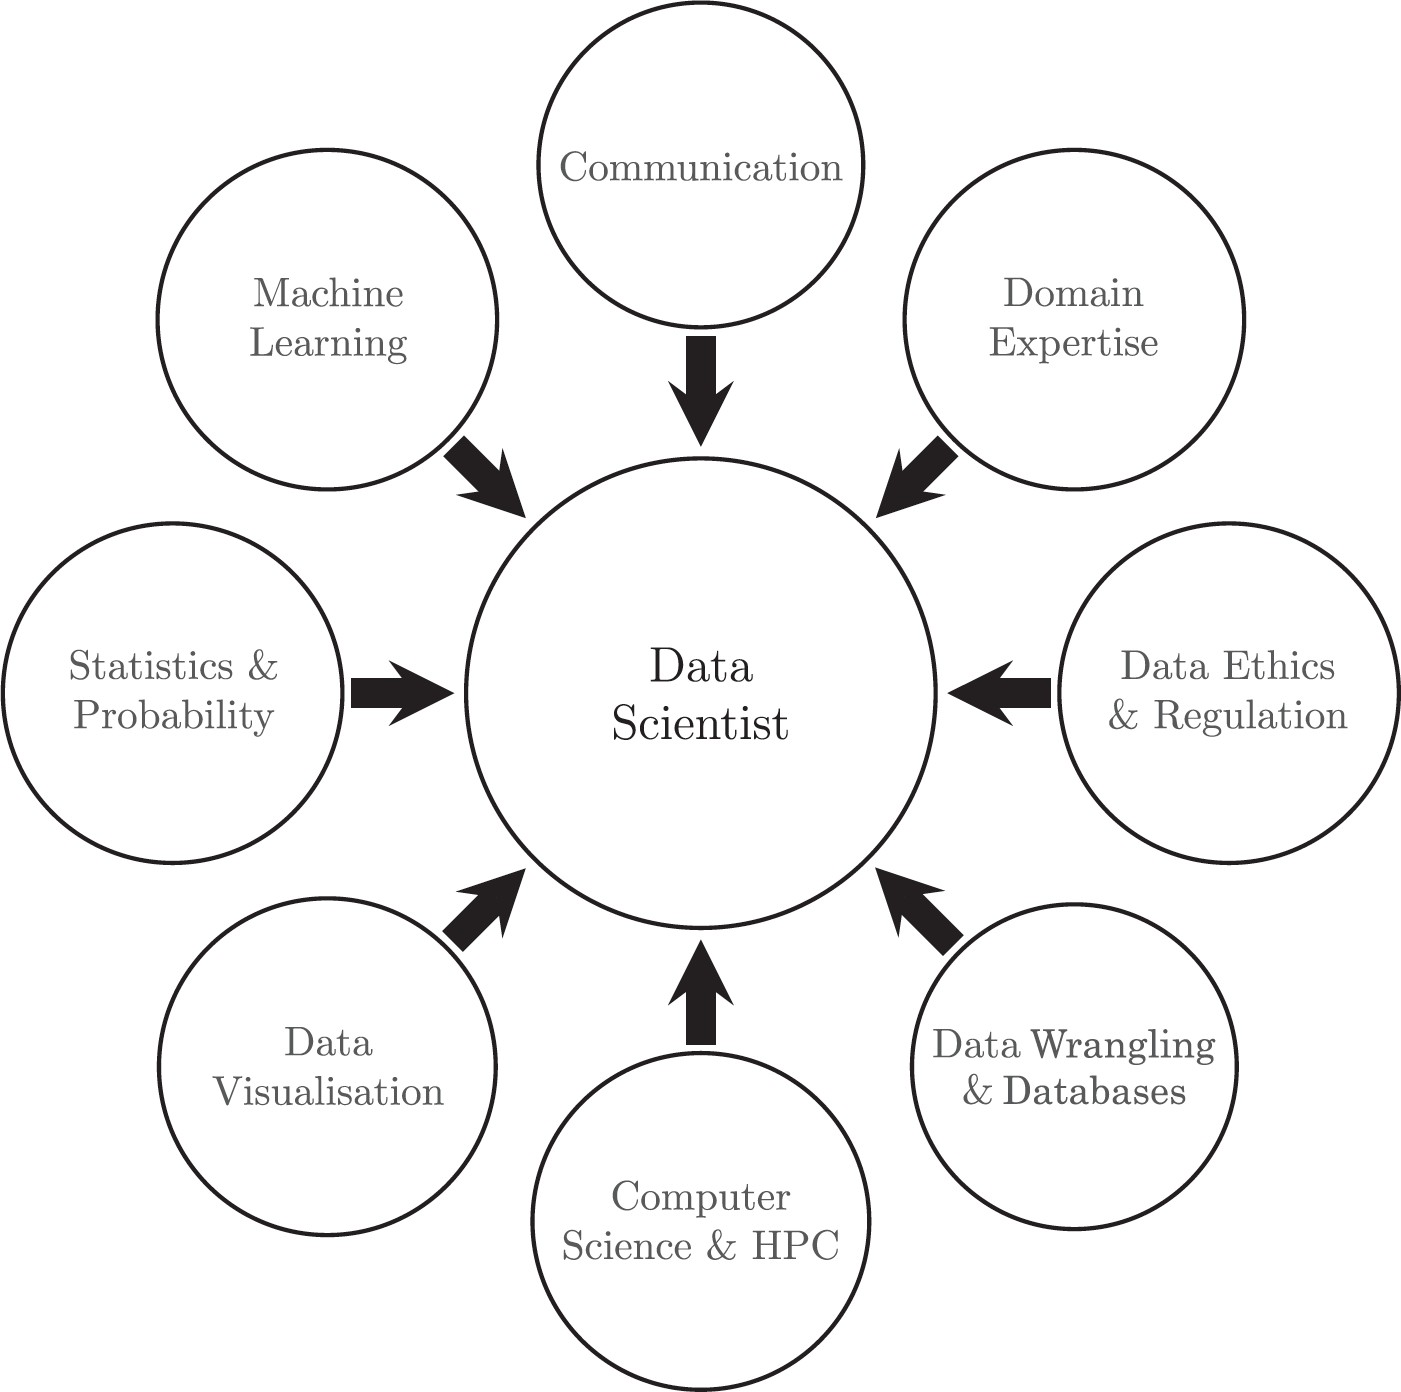 Communication
Machine
Learning
Domain
Expertise
Statistics &
Probability
Data
Scientist
Data Ethics
& Regulation
Data
Visualisation
Data Wrangling
& Databases
Computer
Science & HPC